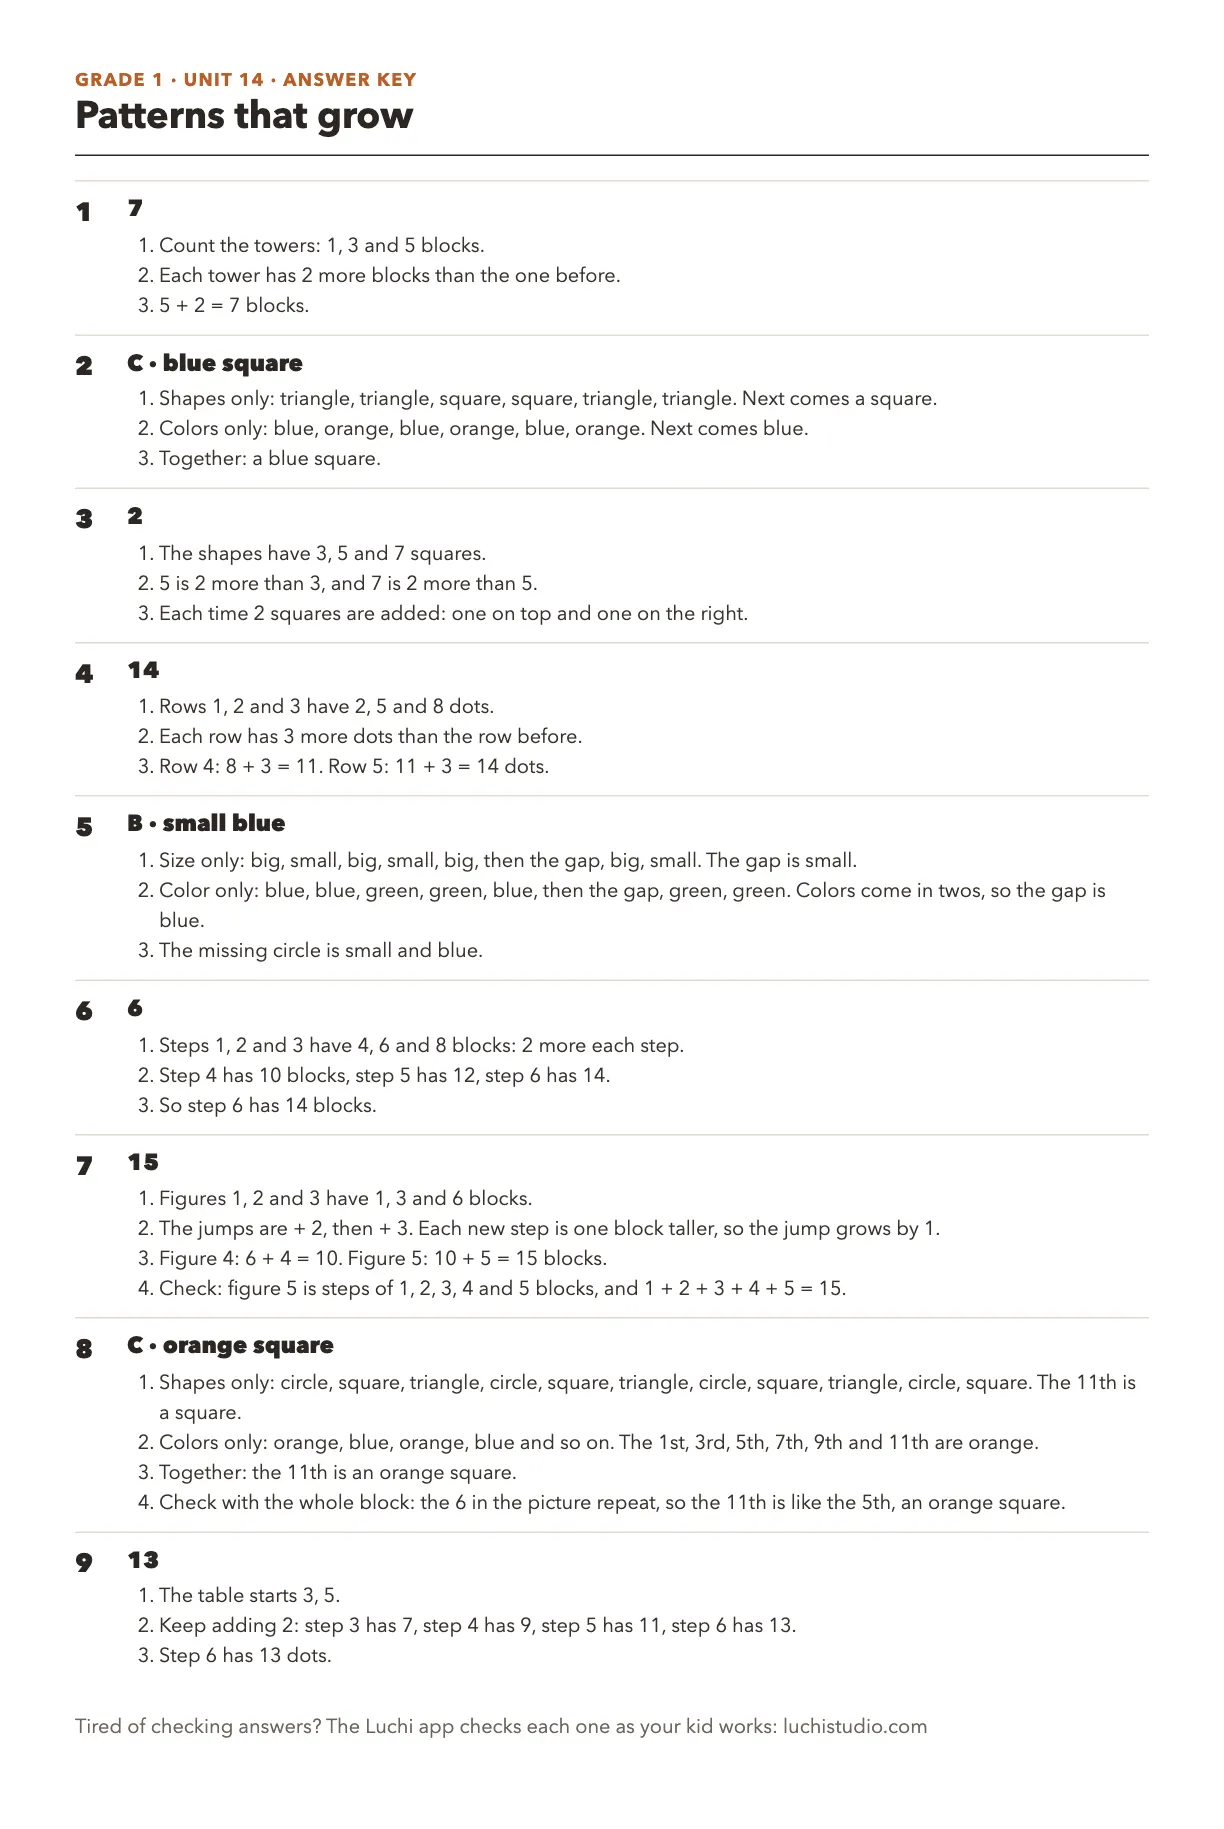 GRADE 1 · UNIT 14 · ANSWER KEY
Patterns that grow
1 7
1. Count the towers: 1, 3 and 5 blocks.
2. Each tower has 2 more blocks than the one before.
3. 5 + 2 = 7 blocks.
2 C · blue square
1. Shapes only: triangle, triangle, square, square, triangle, triangle. Next comes a square.
2. Colors only: blue, orange, blue, orange, blue, orange. Next comes blue.
3. Together: a blue square.
3 2
1. The shapes have 3, 5 and 7 squares.
2. 5 is 2 more than 3, and 7 is 2 more than 5.
3. Each time 2 squares are added: one on top and one on the right.
4 14
1. Rows 1, 2 and 3 have 2, 5 and 8 dots.
2. Each row has 3 more dots than the row before.
3. Row 4: 8 + 3 = 11. Row 5: 11 + 3 = 14 dots.
5 B · small blue
1. Size only: big, small, big, small, big, then the gap, big, small. The gap is small.
2. Color only: blue, blue, green, green, blue, then the gap, green, green. Colors come in twos, so the gap is
blue.
3. The missing circle is small and blue.
6 6
1. Steps 1, 2 and 3 have 4, 6 and 8 blocks: 2 more each step.
2. Step 4 has 10 blocks, step 5 has 12, step 6 has 14.
3. So step 6 has 14 blocks.
7 15
1. Figures 1, 2 and 3 have 1, 3 and 6 blocks.
2. The jumps are + 2, then + 3. Each new step is one block taller, so the jump grows by 1.
3. Figure 4: 6 + 4 = 10. Figure 5: 10 + 5 = 15 blocks.
4. Check: figure 5 is steps of 1, 2, 3, 4 and 5 blocks, and 1 + 2 + 3 + 4 + 5 = 15.
8 C · orange square
1. Shapes only: circle, square, triangle, circle, square, triangle, circle, square, triangle, circle, square. The 11th is
a square.
2. Colors only: orange, blue, orange, blue and so on. The 1st, 3rd, 5th, 7th, 9th and 11th are orange.
3. Together: the 11th is an orange square.
4. Check with the whole block: the 6 in the picture repeat, so the 11th is like the 5th, an orange square.
9 13
1. The table starts 3, 5.
2. Keep adding 2: step 3 has 7, step 4 has 9, step 5 has 11, step 6 has 13.
3. Step 6 has 13 dots.
Tired of checking answers? The Luchi app checks each one as your kid works: luchistudio.com